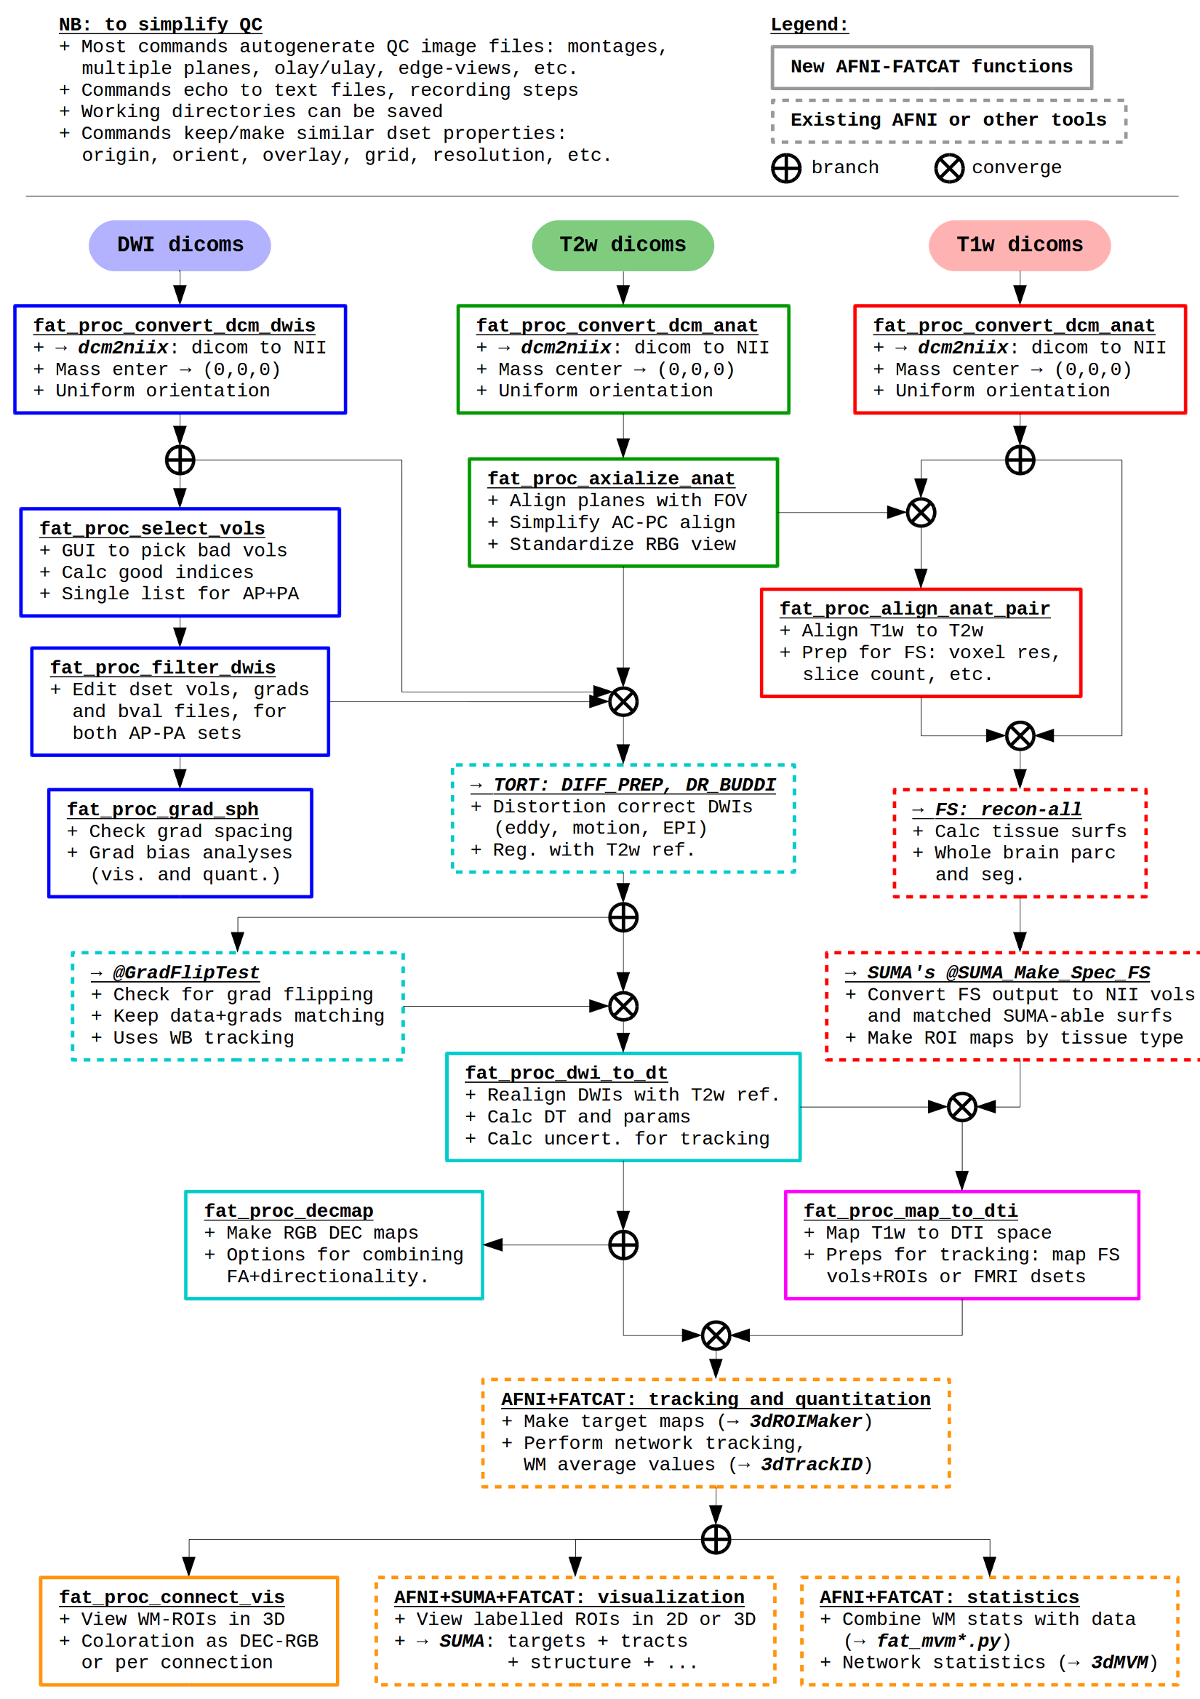 NB: to simplify QC
+ Most commands autogenerate QC image files: montages,
multiple planes, olay/ulay, edge-views, etc.
+ Commands echo to text files, recording steps
+ Working directories can be saved
+ Commands keep/make similar dset properties:
origin, orient, overlay, grid, resolution, etc.
Legend:
New AFNI-FATCAT functions
Existing AFNI or other tools
branch
converge
DWI dicoms
T2w dicoms
T1w dicoms
fat_proc_convert_dcm_dwis
+ → dcm2niix: dicom to NII
+ Mass enter → (0,0,0)
+ Uniform orientation
fat_proc_convert_dcm_anat
+ → dcm2niix: dicom to NII
+ Mass center → (0,0,0)
+ Uniform orientation
fat_proc_convert_dcm_anat
+ → dcm2niix: dicom to NII
+ Mass center → (0,0,0)
+ Uniform orientation
fat_proc_axialize_anat
+ Align planes with FOV
+ Simplify AC-PC align
+ Standardize RBG view
fat_proc_select_vols
+ GUI to pick bad vols
+ Calc good indices
+ Single list for AP+PA
fat_proc_align_anat_pair
+ Align T1w to T2w
+ Prep for FS: voxel res,
slice count, etc.
fat_proc_filter_dwis
+ Edit dset vols, grads
and bval files, for
both AP-PA sets
→ TORT: DIFF_PREP, DR_BUDDI
+ Distortion correct DWIs
(eddy, motion, EPI)
+ Reg. with T2w ref.
fat_proc_grad_sph
+ Check grad spacing
+ Grad bias analyses
(vis. and quant.)
→ FS: recon-all
+ Calc tissue surfs
+ Whole brain parc
and seg.
→ @GradFlipTest
+ Check for grad flipping
+ Keep data+grads matching
+ Uses WB tracking
→ SUMA's @SUMA_Make_Spec_FS
+ Convert FS output to NII vols
and matched SUMA-able surfs
+ Make ROI maps by tissue type
fat_proc_dwi_to_dt
+ Realign DWIs with T2w ref.
+ Calc DT and params
+ Calc uncert. for tracking
fat_proc_decmap
+ Make RGB DEC maps
+ Options for combining
FA+directionality.
fat_proc_map_to_dti
+ Map T1w to DTI space
+ Preps for tracking: map FS
vols+ROIs or FMRI dsets
AFNI+FATCAT: tracking and quantitation
+ Make target maps (→ 3dROIMaker)
+ Perform network tracking,
WM average values (→ 3dTrackID)
fat_proc_connect_vis
+ View WM-ROIs in 3D
+ Coloration as DEC-RGB
or per connection
AFNI+SUMA+FATCAT: visualization
+ View labelled ROIs in 2D or 3D
+ → SUMA: targets + tracts
+ structure + ...
AFNI+FATCAT: statistics
+ Combine WM stats with data
(→ fat_mvm*.py)
+ Network statistics (→ 3dMVM)